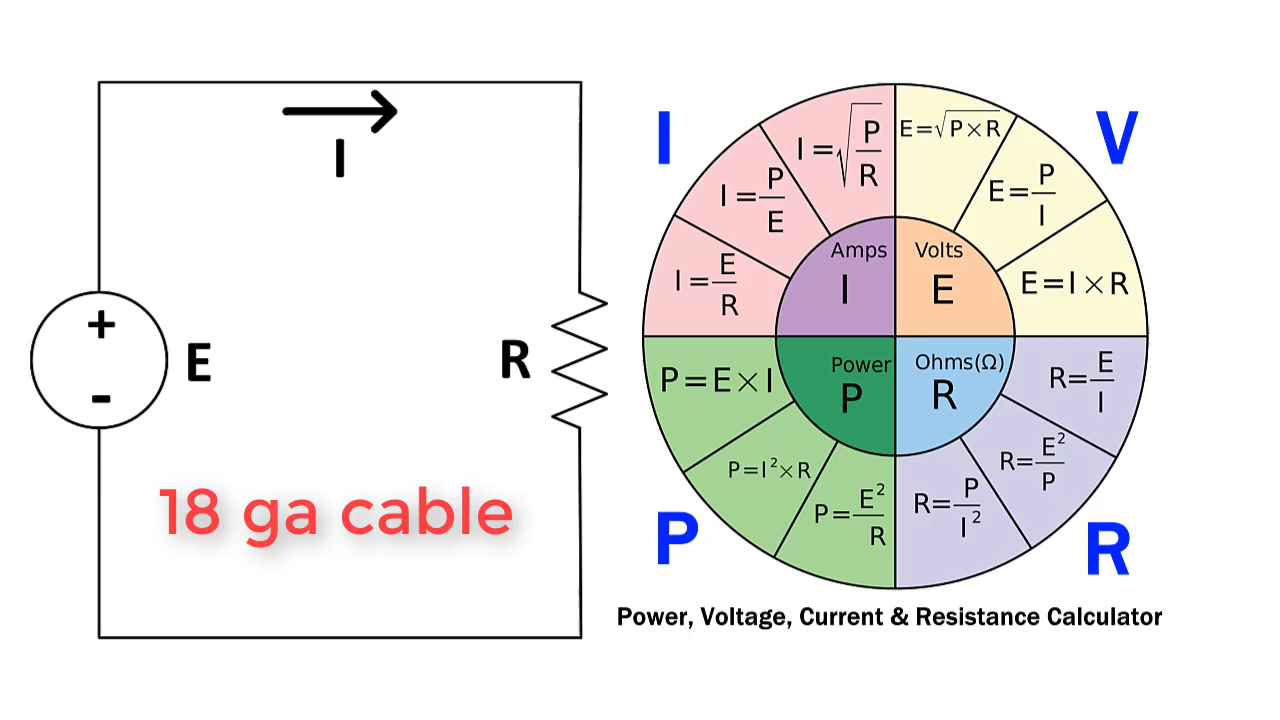 I
+
-
E
R
18 ga cable
I
V
P
R
I=√P/R
E=√P×R
I=P/E
E=P/I
I=E/R
E=I×R
Amps
I
Volts
E
Power
P
Ohms(Ω)
R
P=E×I
R=E/I
P=I²×R
R=E²/P
P=E²/R
R=P/I²
Power, Voltage, Current & Resistance Calculator